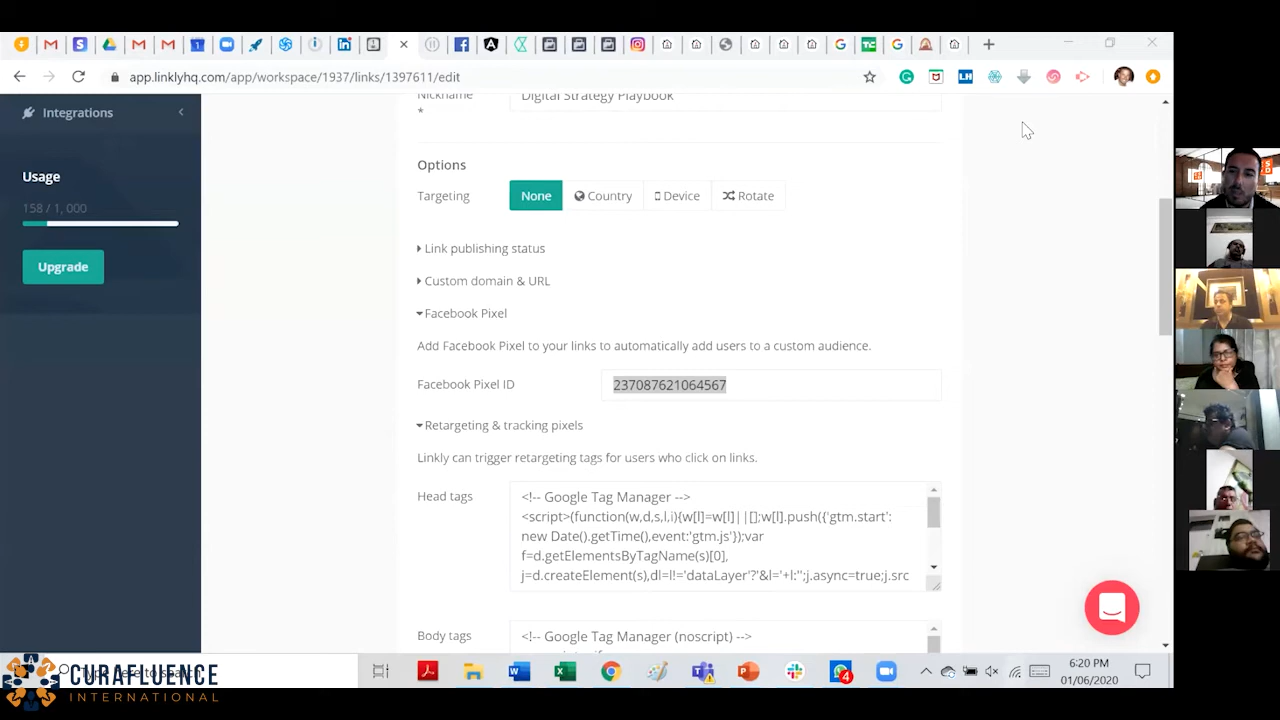 app.linklyhq.com/app/workspace/1937/links/1397611/edit
Integrations
Usage
158 / 1, 000
Upgrade
Nickname
*
Digital Strategy Playbook
Options
Targeting
None
Country
Device
Rotate
Link publishing status
Custom domain & URL
Facebook Pixel
Add Facebook Pixel to your links to automatically add users to a custom audience.
Facebook Pixel ID
237087621064567
Retargeting & tracking pixels
Linkly can trigger retargeting tags for users who click on links.
Head tags
<!-- Google Tag Manager -->
<script>(function(w,d,s,l,i){w[l]=w[l]||[];w[l].push({'gtm.start':
new Date().getTime(),event:'gtm.js'});var
f=d.getElementsByTagName(s)[0],
j=d.createElement(s),dl=l!='dataLayer'?'&l='+l:'';j.async=true;j.src
Body tags
<!-- Google Tag Manager (noscript) -->
CURAFLUENCE
INTERNATIONAL
4
6:20 PM
01/06/2020